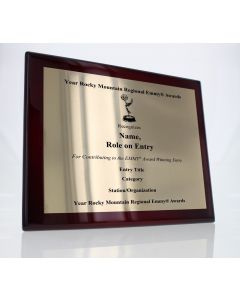 Your Rocky Mountain Regional Emmy® Awards
Recognizes
Name,
Role on Entry
For Contributing to the EMMY® Award Winning Entry
Entry Title
Category
Station/Organization
Your Rocky Mountain Regional Emmy® Awards